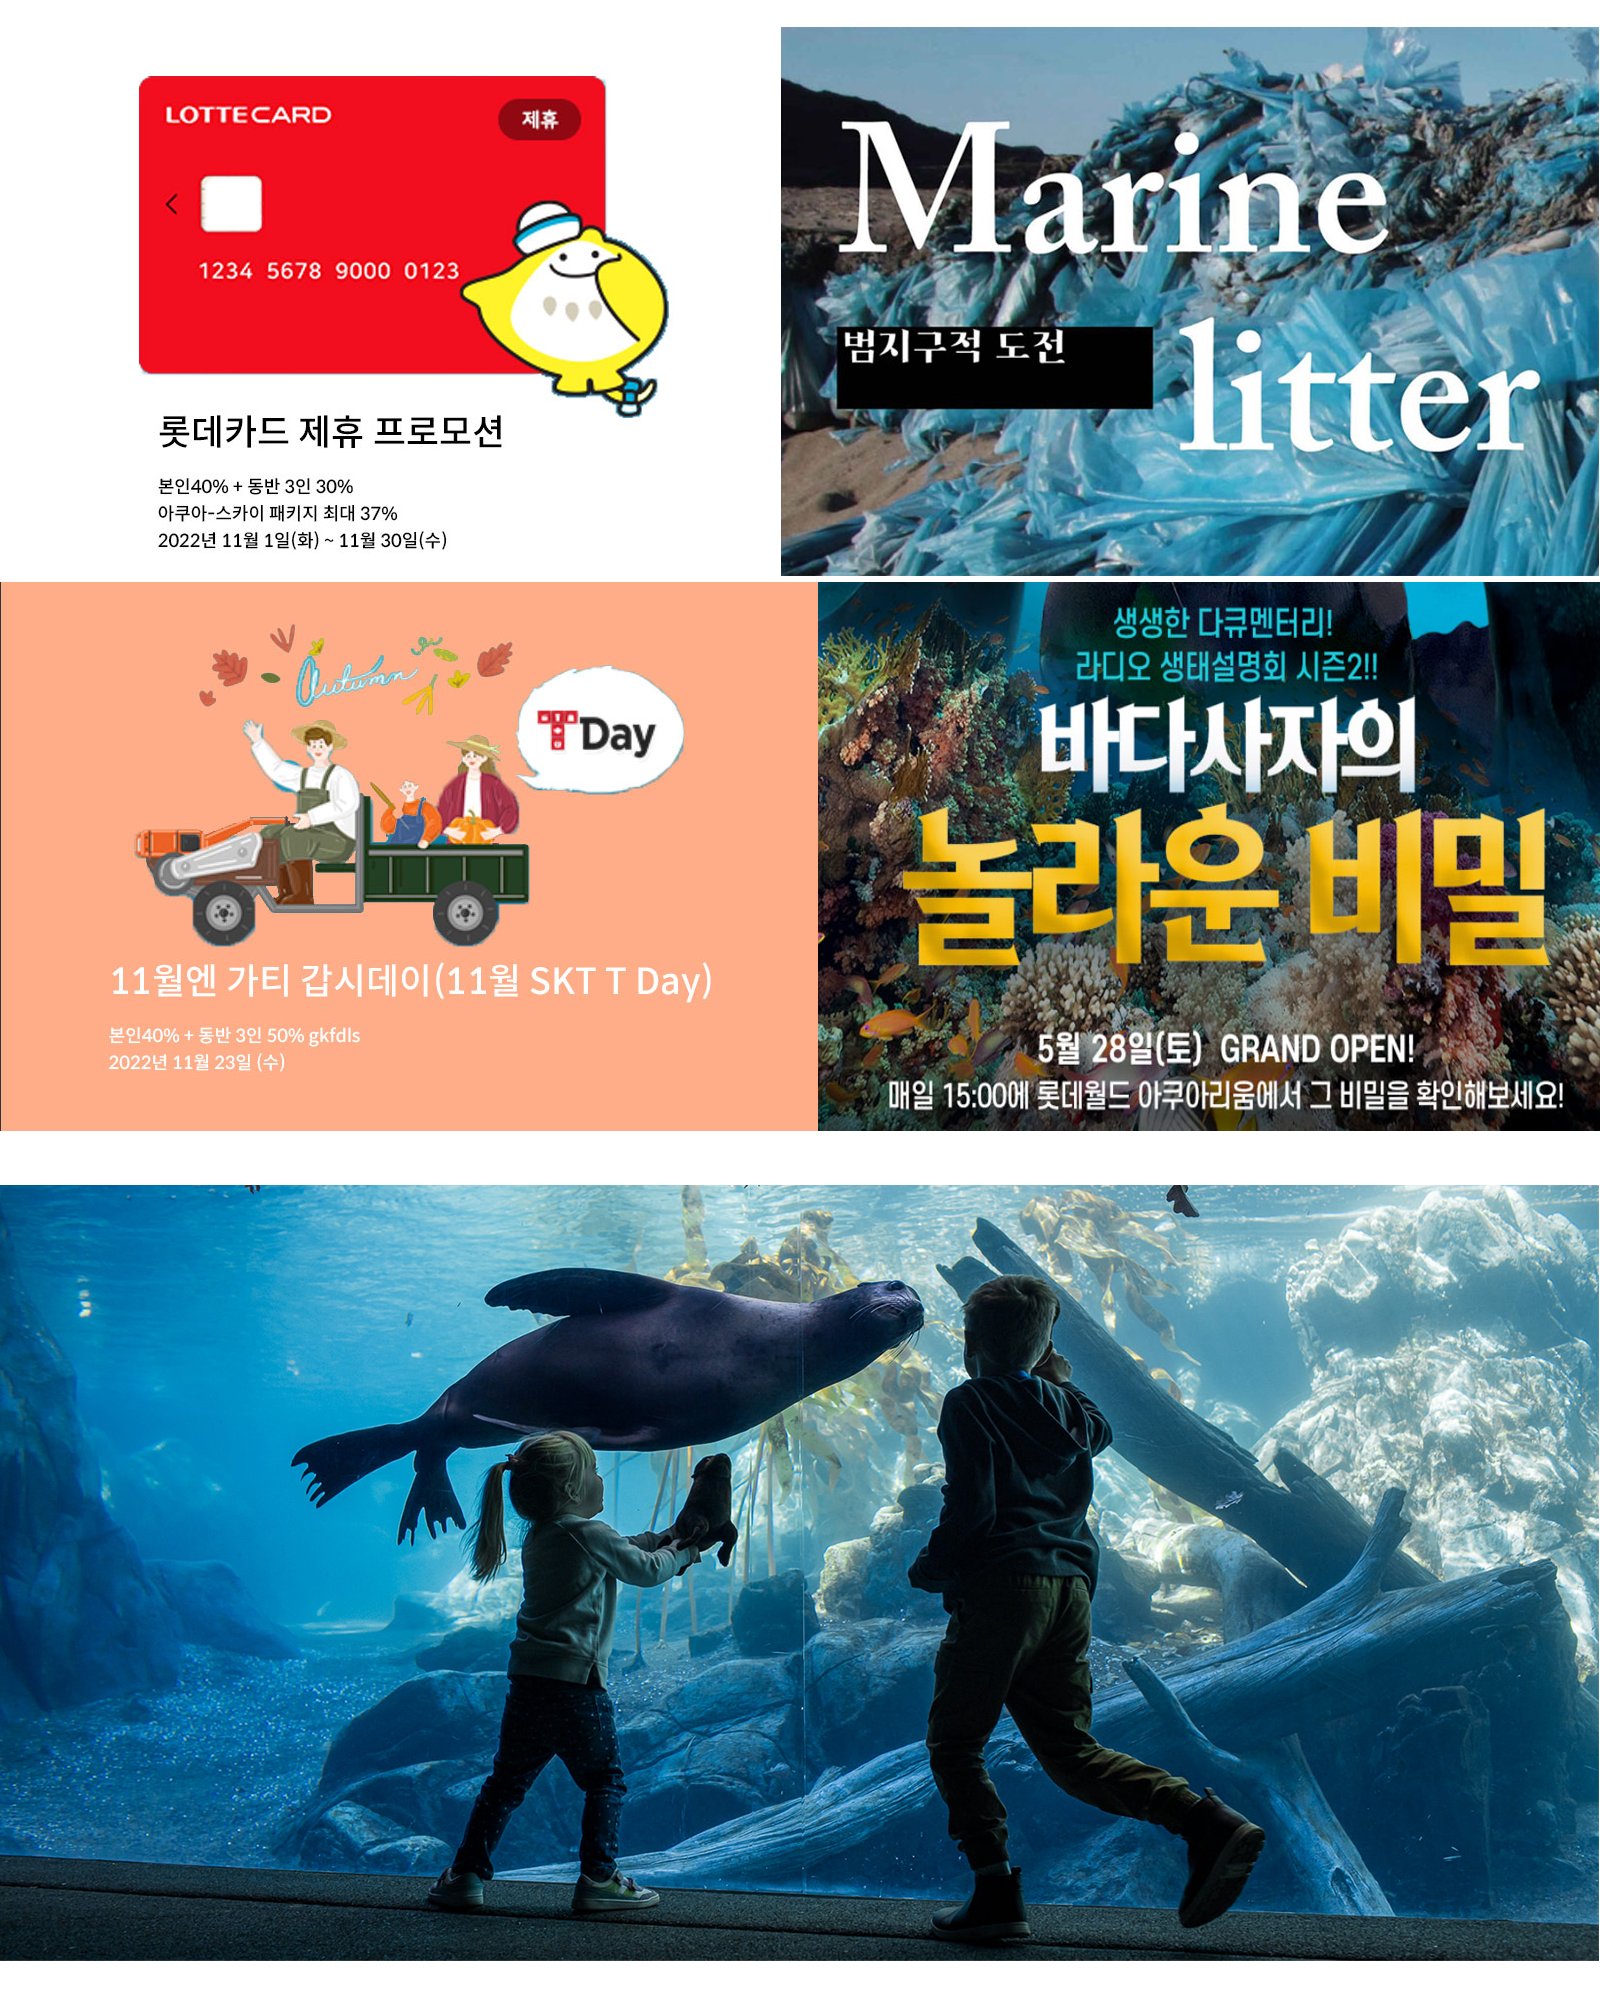 LOTTECARD
제휴
1234 5678 9000 0123
롯데카드 제휴 프로모션
본인40% + 동반 3인 30%
아쿠아-스카이 패키지 최대 37%
2022년 11월 1일(화) ~ 11월 30일(수)
Marine
범지구적 도전
litter
Autumn
T Day
11월엔 가티 갑시데이(11월 SKT T Day)
본인40% + 동반 3인 50% gkfdls
2022년 11월 23일 (수)
생생한 다큐멘터리!
라디오 생태설명회 시즌2!!
바다사자의
놀라운 비밀
5월 28일(토) GRAND OPEN!
매일 15:00에 롯데월드 아쿠아리움에서 그 비밀을 확인해보세요!